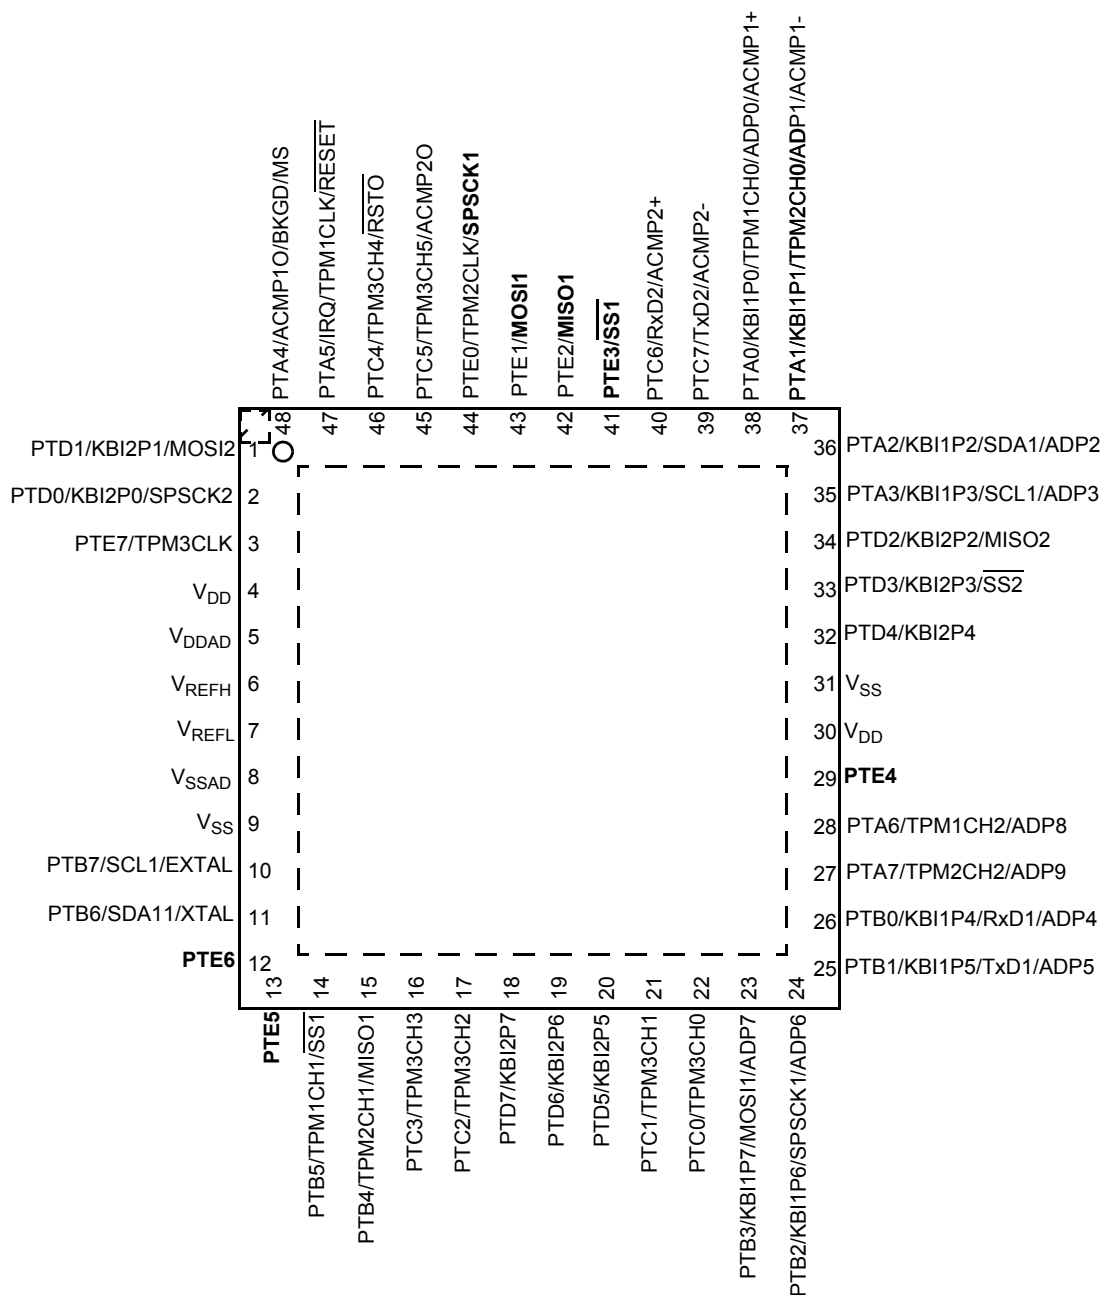 PTA4/ACMP1O/BKGD/MS
PTA5/IRQ/TPM1CLK/RESET
PTC4/TPM3CH4/RSTO
PTC5/TPM3CH5/ACMP2O
PTE0/TPM2CLK/SPSCK1
PTE1/MOSI1
PTE2/MISO1
PTE3/SS1
PTC6/RxD2/ACMP2+
PTC7/TxD2/ACMP2-
PTA0/KBI1P0/TPM1CH0/ADP0/ACMP1+
PTA1/KBI1P1/TPM2CH0/ADP1/ACMP1-
48
47
46
45
44
43
42
41
40
39
38
37
PTD1/KBI2P1/MOSI2 1
PTD0/KBI2P0/SPSCK2 2
PTE7/TPM3CLK 3
VDD 4
VDDAD 5
VREFH 6
VREFL 7
VSSAD 8
VSS 9
PTB7/SCL1/EXTAL 10
PTB6/SDA11/XTAL 11
PTE6 12
36 PTA2/KBI1P2/SDA1/ADP2
35 PTA3/KBI1P3/SCL1/ADP3
34 PTD2/KBI2P2/MISO2
33 PTD3/KBI2P3/SS2
32 PTD4/KBI2P4
31 VSS
30 VDD
29 PTE4
28 PTA6/TPM1CH2/ADP8
27 PTA7/TPM2CH2/ADP9
26 PTB0/KBI1P4/RxD1/ADP4
25 PTB1/KBI1P5/TxD1/ADP5
13
14
15
16
17
18
19
20
21
22
23
24
PTE5
PTB5/TPM1CH1/SS1
PTB4/TPM2CH1/MISO1
PTC3/TPM3CH3
PTC2/TPM3CH2
PTD7/KBI2P7
PTD6/KBI2P6
PTD5/KBI2P5
PTC1/TPM3CH1
PTC0/TPM3CH0
PTB3/KBI1P7/MOSI1/ADP7
PTB2/KBI1P6/SPSCK1/ADP6